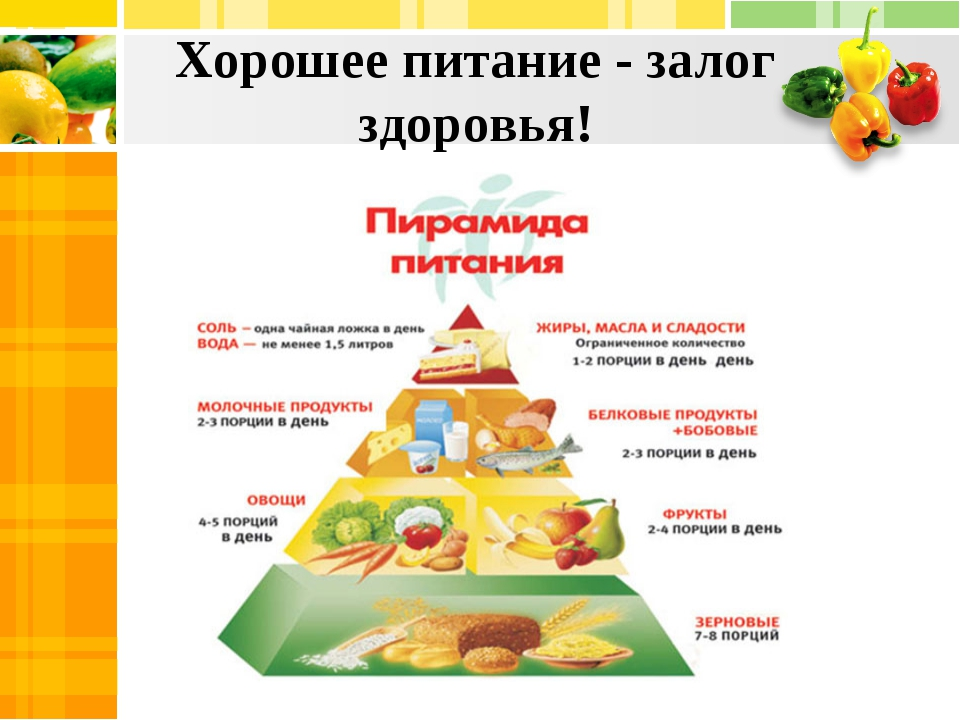 Хорошее питание - залог
здоровья!
Пирамида
питания
СОЛЬ – одна чайная ложка в день
ВОДА — не менее 1,5 литров
ЖИРЫ, МАСЛА И СЛАДОСТИ
Ограниченное количество
1-2 ПОРЦИИ в день день
МОЛОЧНЫЕ ПРОДУКТЫ
2-3 ПОРЦИИ в день
БЕЛКОВЫЕ ПРОДУКТЫ
+БОБОВЫЕ
2-3 ПОРЦИИ в день
МОЛОКО
ОВОЩИ
4-5 ПОРЦИЙ
в день
ФРУКТЫ
2-4 ПОРЦИИ в день
ЗЕРНОВЫЕ
7-8 ПОРЦИЙ